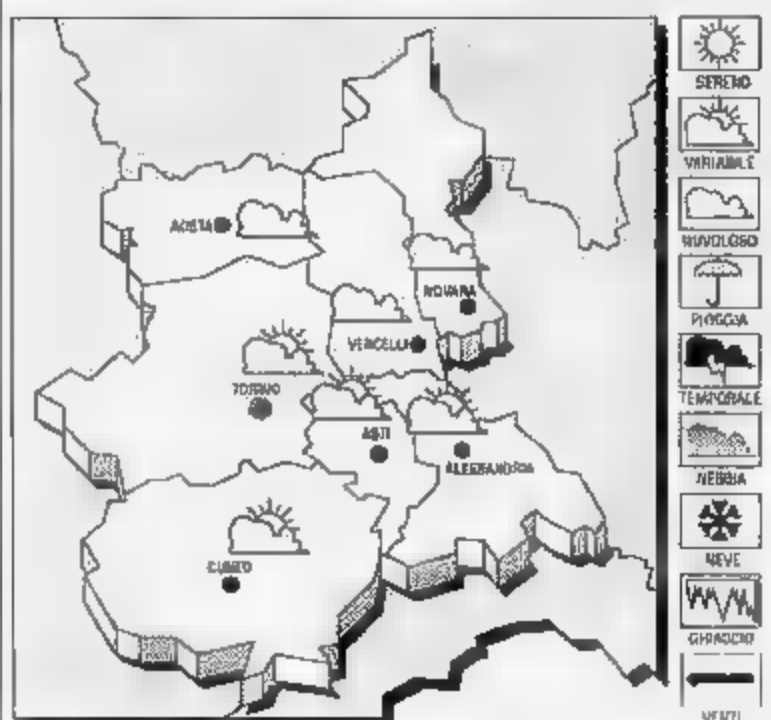 SERENO
VARIABILE
NUVOLOSO
PIOGGIA
TEMPORALE
NEBBIA
NEVE
GHIACCIO
VENTI
AOSTA
NOVARA
VERCELLI
TORINO
ASTI
ALESSANDRIA
CUNEO